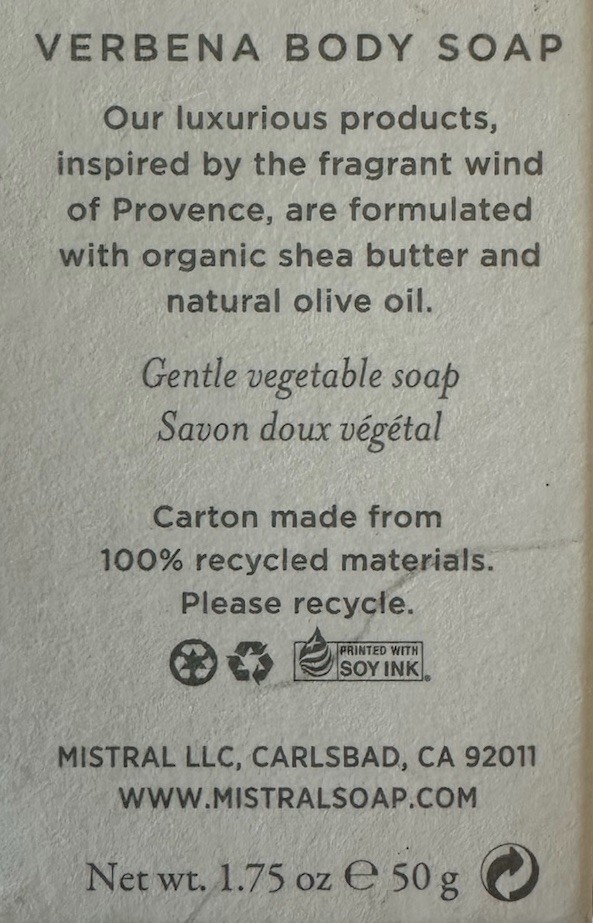 VERBENA BODY SOAP
Our luxurious products,
inspired by the fragrant wind
of Provence, are formulated
with organic shea butter and
natural olive oil.
Gentle vegetable soap
Savon doux végétal
Carton made from
100% recycled materials.
Please recycle.
PRINTED WITH
SOY INK
MISTRAL LLC, CARLSBAD, CA 92011
WWW.MISTRALSOAP.COM
Net wt. 1.75 oz ℮ 50 g